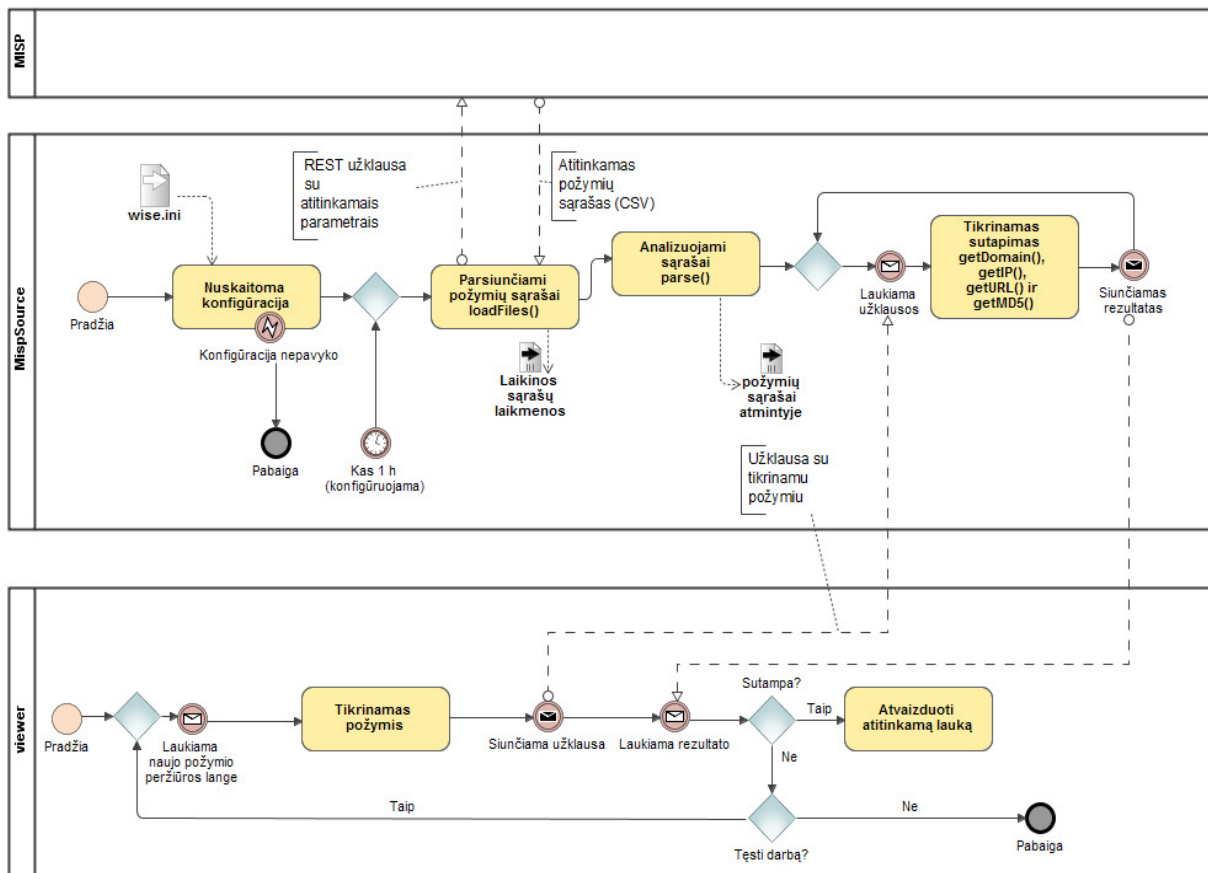 MISP
MispSource
REST užklausa
su
atitinkamais
parametrais
Atitinkamas
požymių
sąrašas (CSV)
wise.ini
Pradžia
Nuskaitoma
konfigūracija
Konfigūracija nepavyko
Pabaiga
Kas 1 h
(konfigūruojama)
Parsiunčiami
požymių sąrašai
loadFiles()
Laikinos
sąrašų
laikmenos
Analizuojami
sąrašai
parse()
požymių
sąrašai
atmintyje
Laukiama
užklausos
Tikrinamas
sutapimas
getDomain(),
getIP(),
getURL() ir
getMD5()
Siunčiamas
rezultatas
Užklausa su
tikrinamu
požymiu
viewer
Pradžia
Laukiama
naujo požymio
peržiūros lange
Tikrinamas
požymis
Siunčiama užklausa
Laukiama rezultato
Sutampa?
Taip
Atvaizduoti
atitinkamą lauką
Ne
Taip
Ne
Tęsti darbą?
Pabaiga